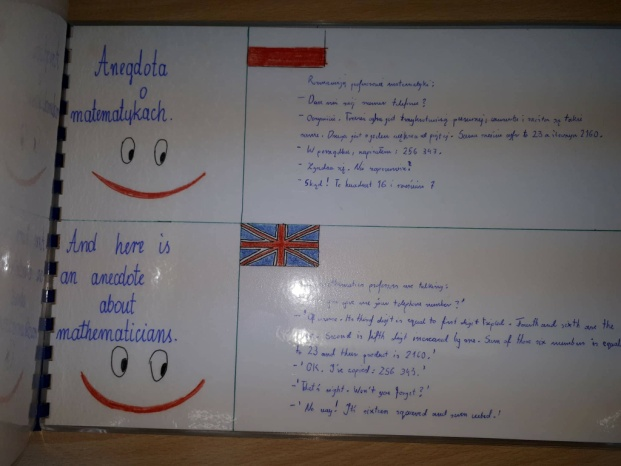 Anegdota
o
matematykach.
Rozmawiają profesorowie matematyki:
- Dasz mi swój numer telefonu?
- Oczywiście. Trzecia cyfra jest trzykrotnością pierwszej, czwarta i szósta są takie
same. Druga jest o jeden większa od piątej. Suma sześciu cyfr to 23 a iloczyn 2160.
- W porządku, zapisałem: 256 343.
- Zgadza się. Nie zapomnisz?
- Skąd! To kwadrat 16 i sześcian 7
And here is
an anecdote
about
mathematicians.
Mathematics professors are talking:
give me your telephone number?'
- 'Of course. Its third digit is equal to first digit tripled. Fourth and sixth are the
Second is fifth digit increased by one. Sum of these six numbers is equal
to 23 and their product is 2160.'
- 'OK. I've copied: 256 343.'
- 'That's right. Won't you forget?'
- 'No way! It's sixteen squared and seven cubed.'